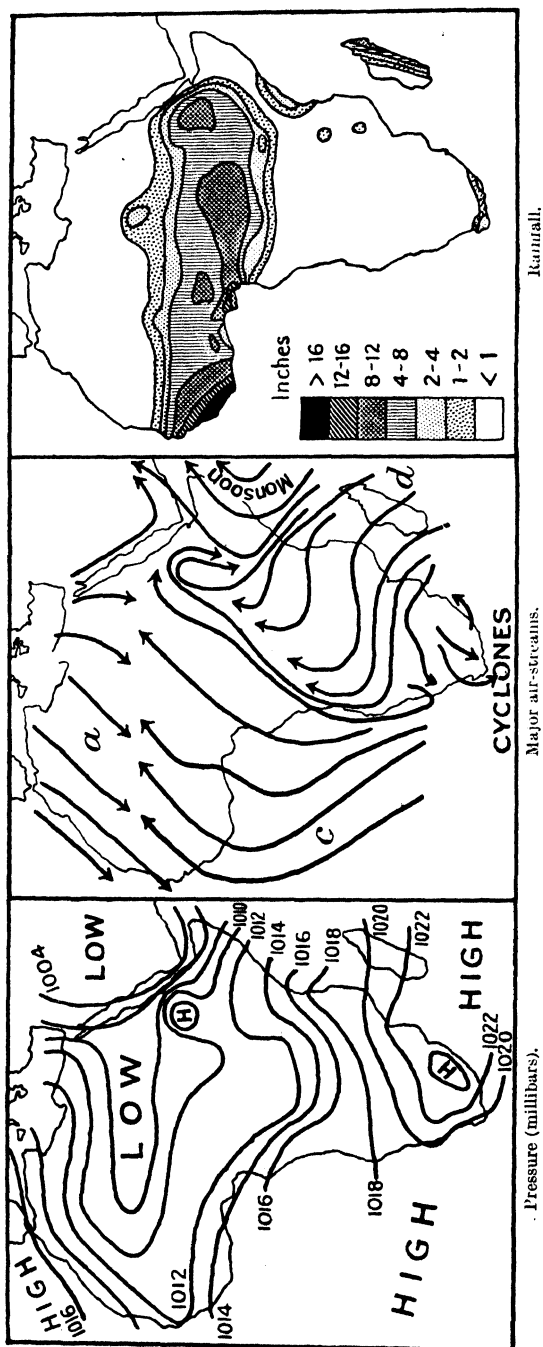 Inches
> 16
12-16
8-12
4-8
2-4
1-2
< 1
Rainfall.
Monsoon
a
c
d
CYCLONES
Major air-streams.
HIGH
1016
LOW
1004
LOW
H
1010
1012
1014
1016
1018
1020
1022
1012
1014
1016
1018
HIGH
HIGH
H
1022
1020
Pressure (millibars).